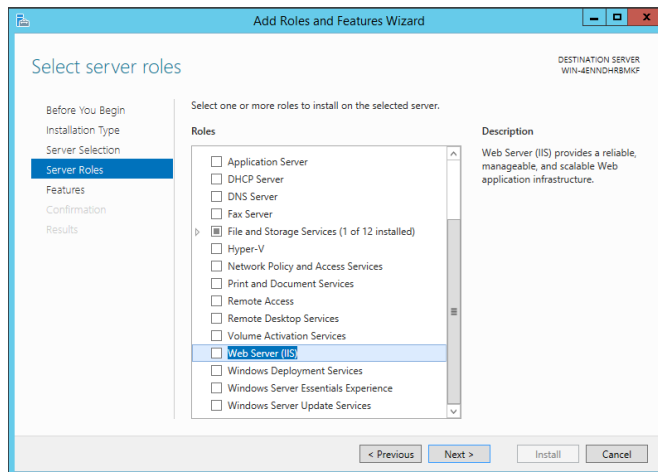 Add Roles and Features Wizard
Select server roles
DESTINATION SERVER
WIN-4ENNDHRBMKF
Before You Begin
Installation Type
Server Selection
Server Roles
Features
Confirmation
Results
Select one or more roles to install on the selected server.
Roles
Application Server
DHCP Server
DNS Server
Fax Server
File and Storage Services (1 of 12 installed)
Hyper-V
Network Policy and Access Services
Print and Document Services
Remote Access
Remote Desktop Services
Volume Activation Services
Web Server (IIS)
Windows Deployment Services
Windows Server Essentials Experience
Windows Server Update Services
Description
Web Server (IIS) provides a reliable,
manageable, and scalable Web
application infrastructure.
< Previous
Next >
Install
Cancel